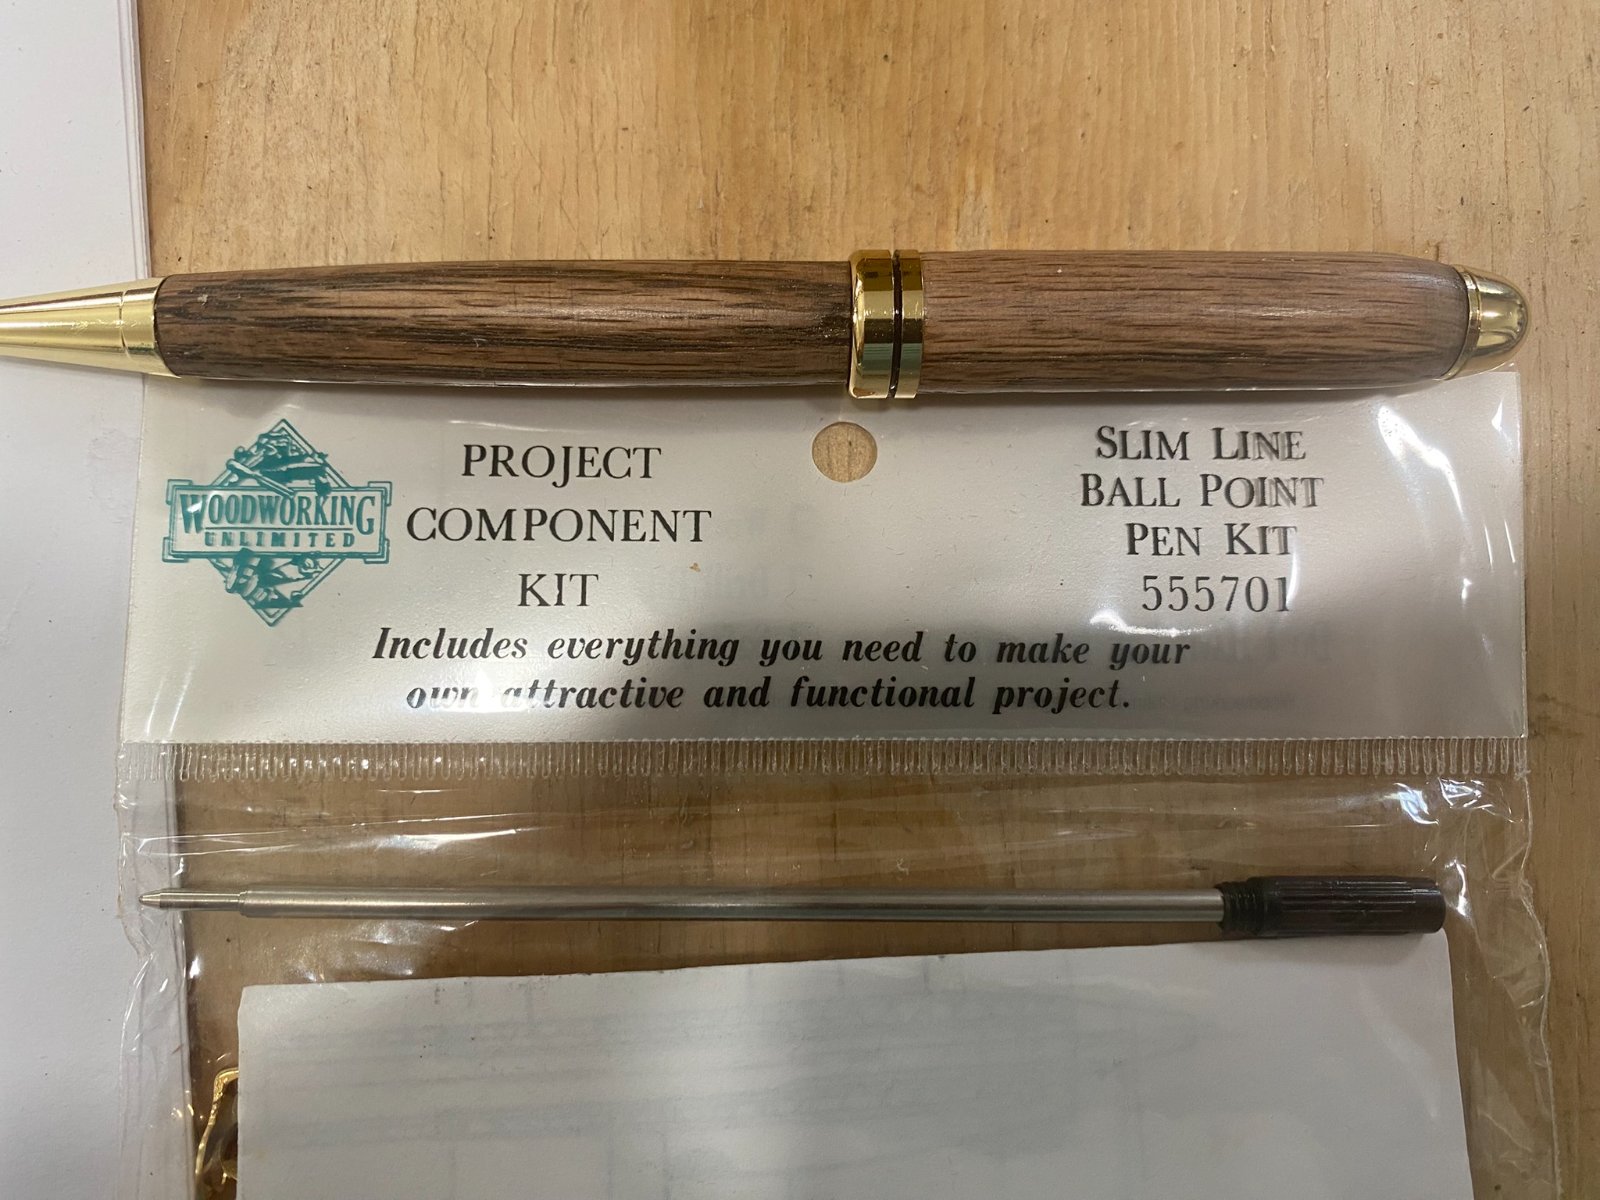 WOODWORKING
UNLIMITED
PROJECT
COMPONENT
KIT
SLIM LINE
BALL POINT
PEN KIT
555701
Includes everything you need to make your
own attractive and functional project.